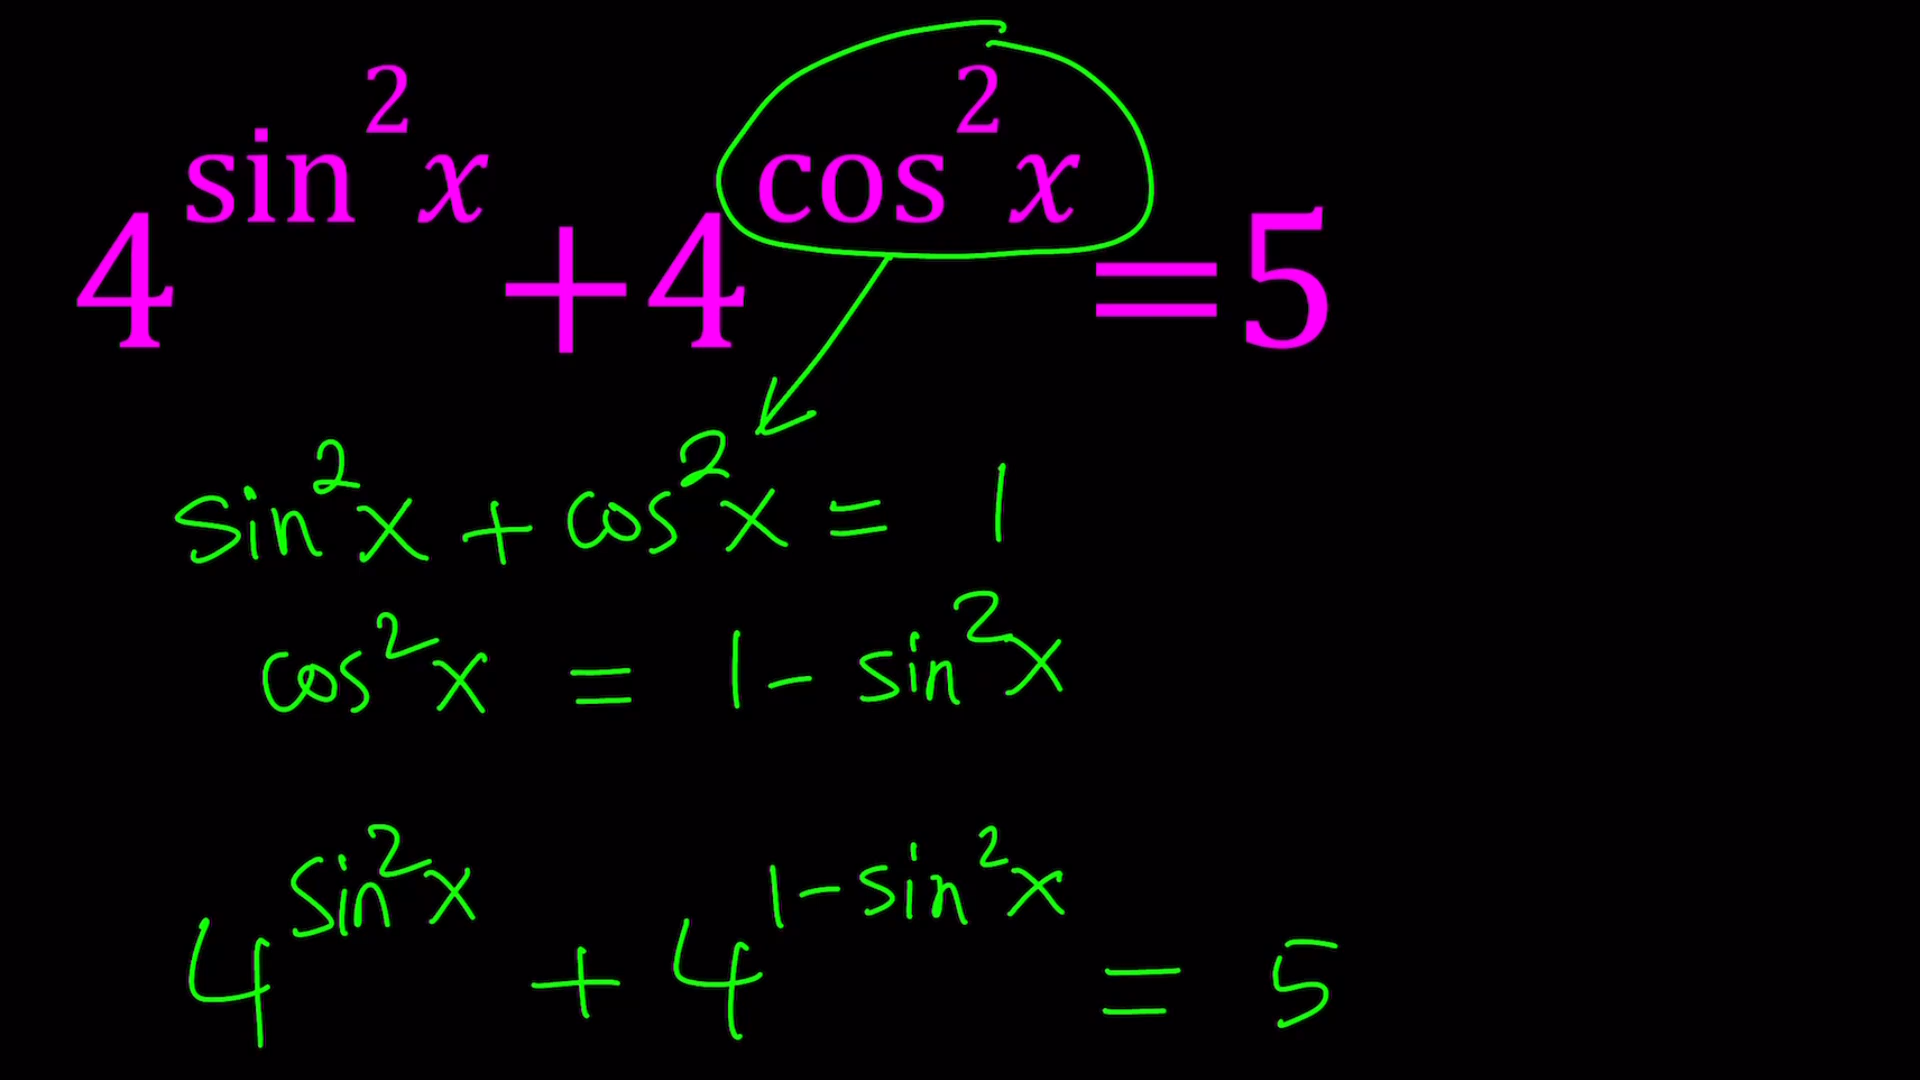 4^{sin^2 x} + 4^{cos^2 x} = 5
sin^2 x + cos^2 x = 1
cos^2 x = 1 - sin^2 x
4^{sin^2 x} + 4^{1 - sin^2 x} = 5